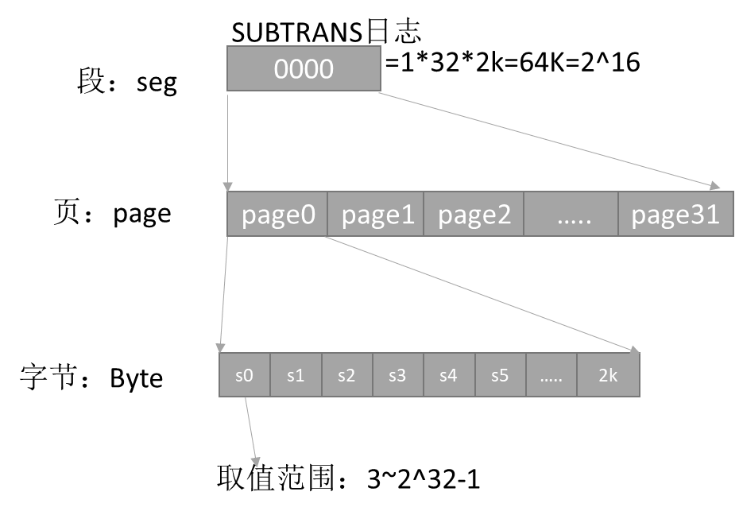 SUBTRANS日志
段：seg
0000
=1*32*2k=64K=2^16
页：page
page0
page1
page2
.....
page31
字节：Byte
s0
s1
s2
s3
s4
s5
.....
2k
取值范围：3~2^32-1